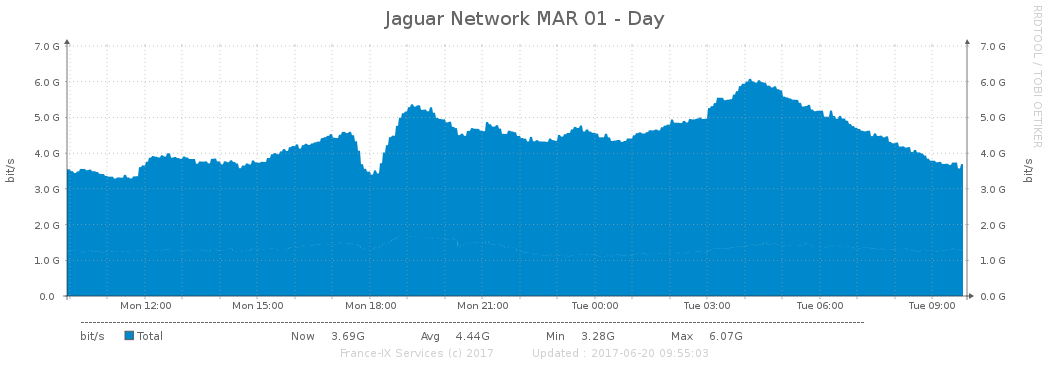 Jaguar Network MAR 01 - Day
RRDTOOL / TOBI OETIKER
7.0 G 7.0 G
6.0 G 6.0 G
5.0 G 5.0 G
4.0 G 4.0 G
3.0 G 3.0 G
2.0 G 2.0 G
1.0 G 1.0 G
0.0 0.0 G
bit/s
bit/s
Mon 12:00 Mon 15:00 Mon 18:00 Mon 21:00 Tue 00:00 Tue 03:00 Tue 06:00 Tue 09:00
bit/s Total Now 3.69G Avg 4.44G Min 3.28G Max 6.07G
France-IX Services (c) 2017 Updated : 2017-06-20 09:55:03